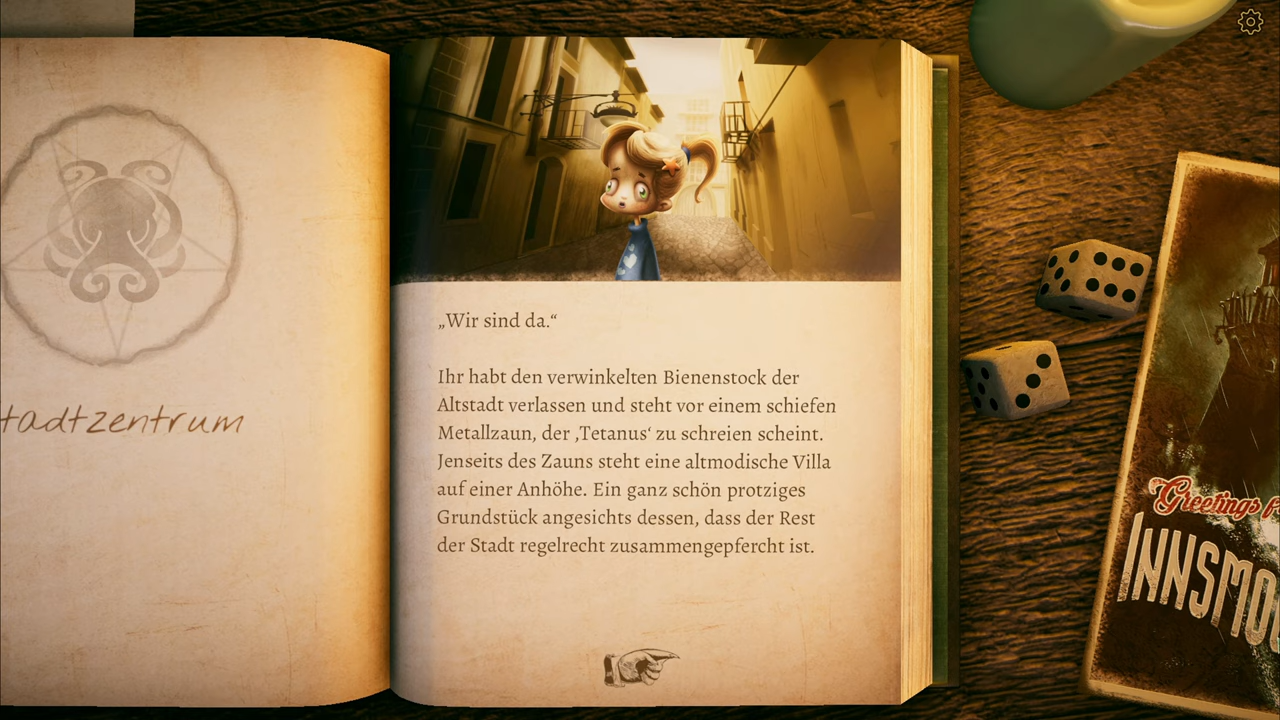 tadtzentrum
„Wir sind da.“
Ihr habt den verwinkelten Bienenstock der
Altstadt verlassen und steht vor einem schiefen
Metallzaun, der ‚Tetanus‘ zu schreien scheint.
Jenseits des Zauns steht eine altmodische Villa
auf einer Anhöhe. Ein ganz schön protziges
Grundstück angesichts dessen, dass der Rest
der Stadt regelrecht zusammengepfercht ist.
Greetings f
INNSMO